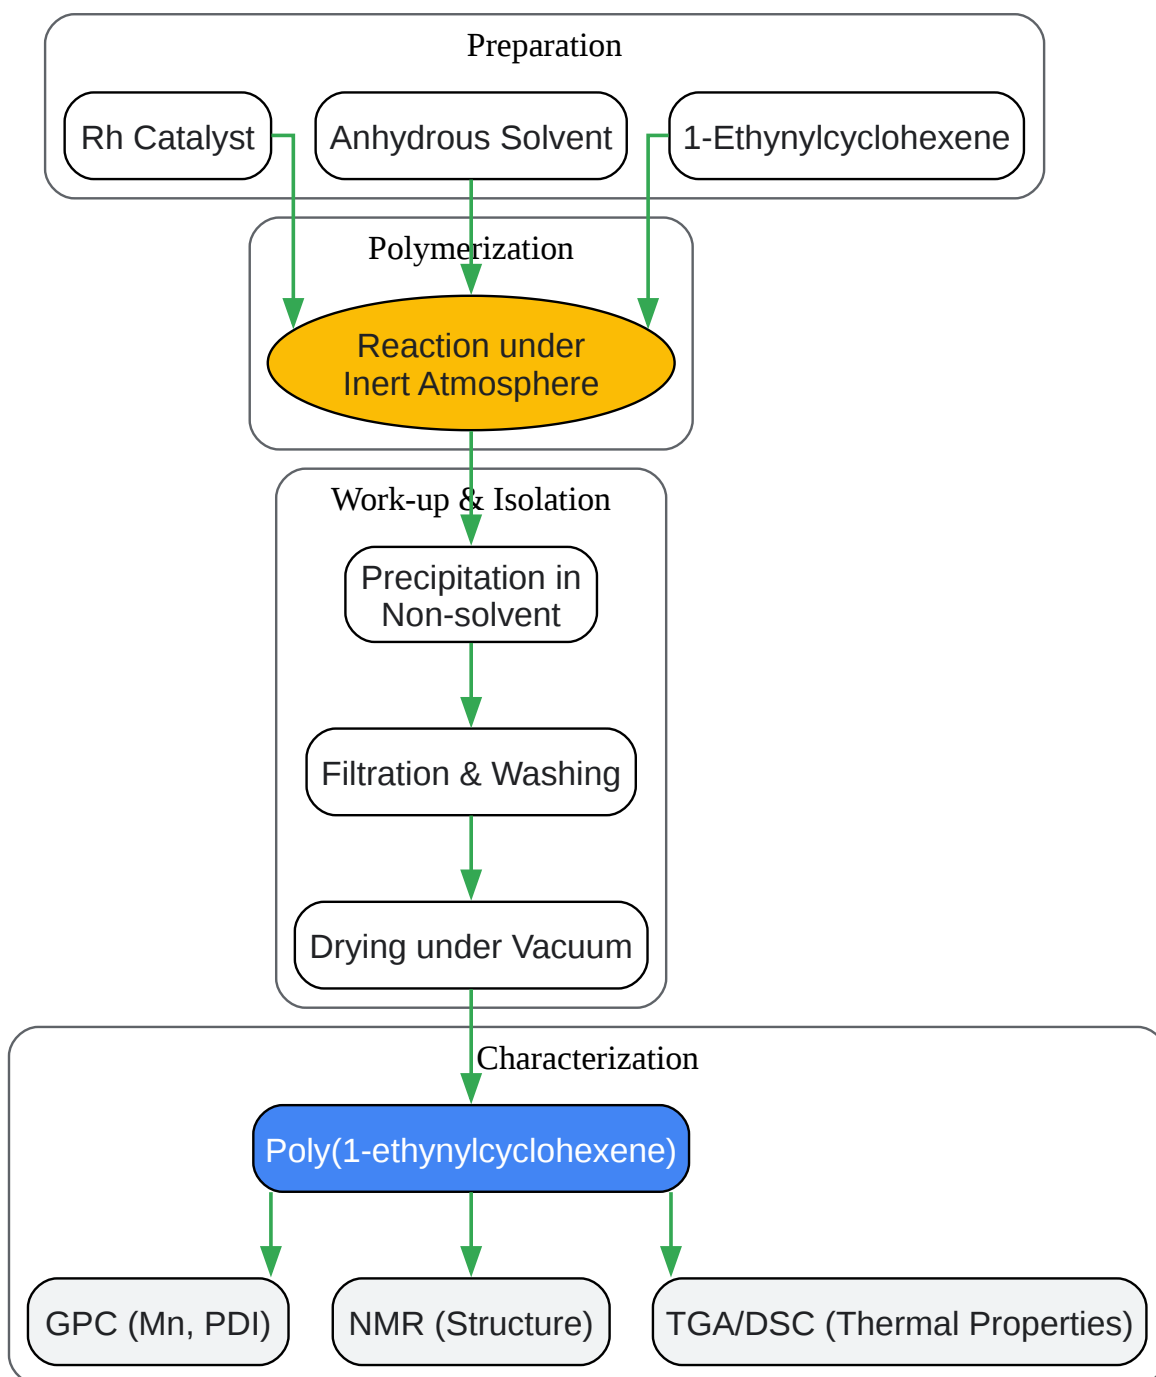 Preparation
Rh Catalyst
Anhydrous Solvent
1-Ethynylcyclohexene
Polymerization
Reaction under
Inert Atmosphere
Work-up & Isolation
Precipitation in
Non-solvent
Filtration & Washing
Drying under Vacuum
Characterization
Poly(1-ethynylcyclohexene)
GPC (Mn, PDI)
NMR (Structure)
TGA/DSC (Thermal Properties)